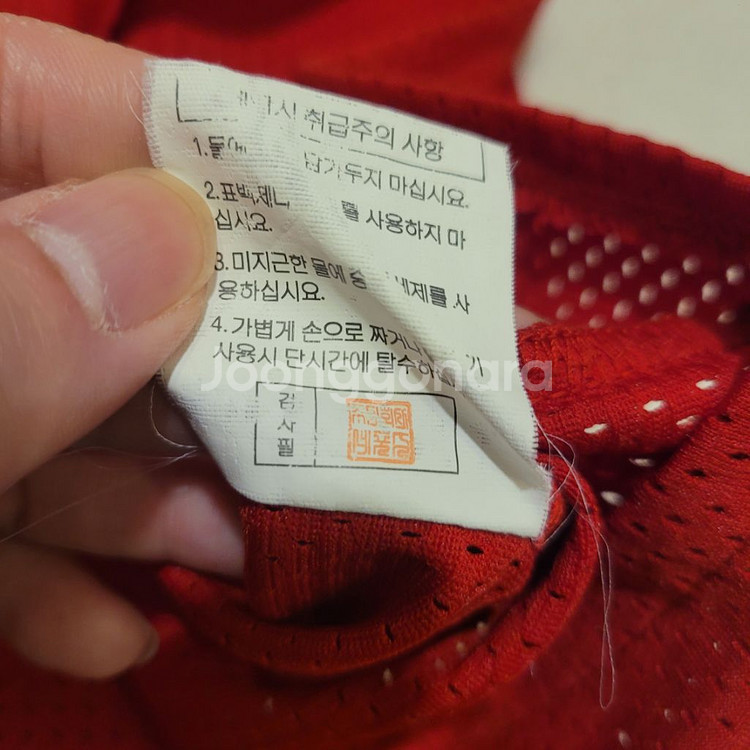 취급주의 사항
1.물에 담가두지 마십시요.
2.표백제나 사용하지 마
십시요.
3.미지근한 물에 세제를 사
용하십시요.
4.가볍게 손으로 짜거나
사용시 단시간에 탈수하
Joonggonara
검
사
필